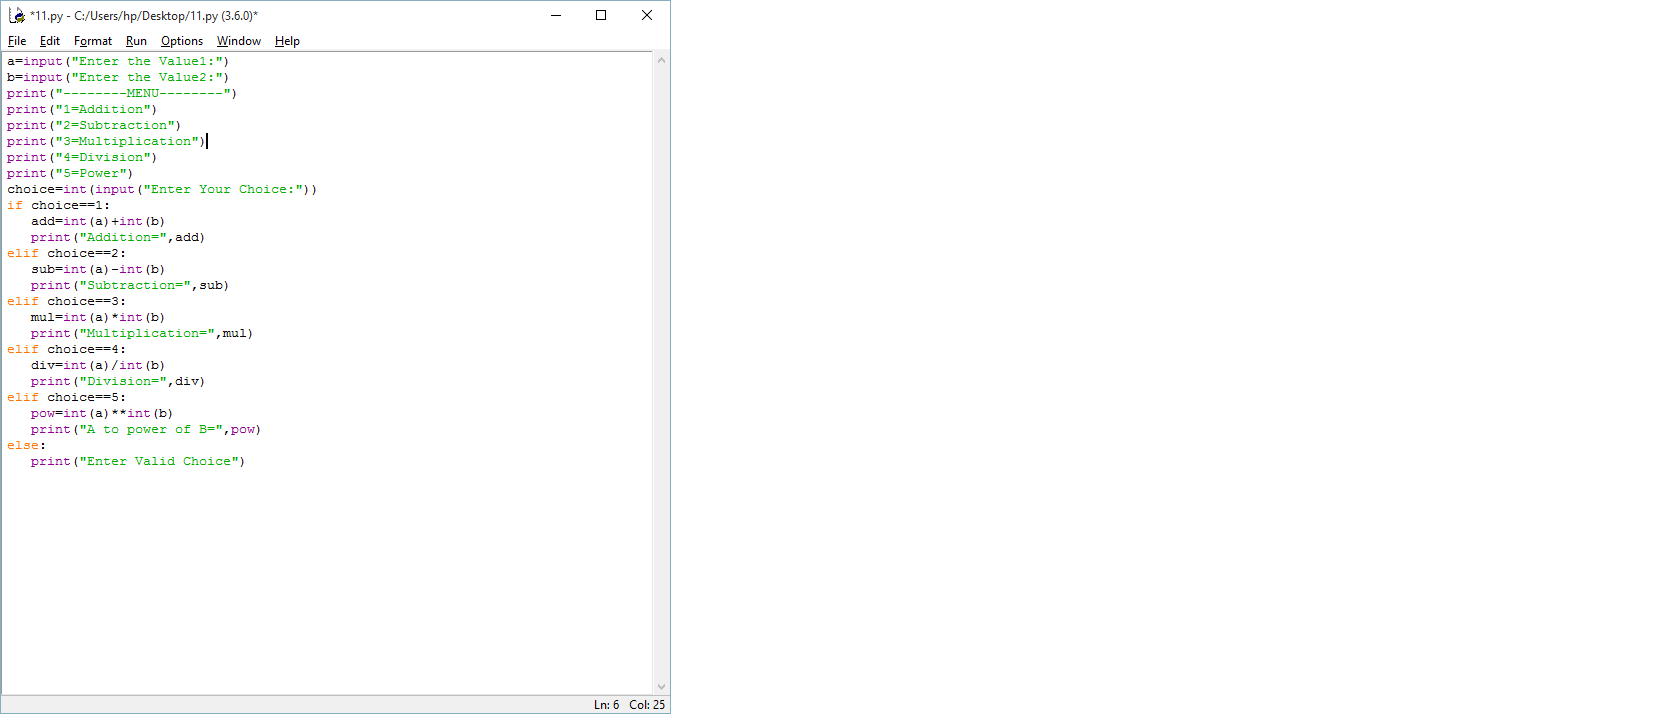 *11.py - C:/Users/hp/Desktop/11.py (3.6.0)*
File Edit Format Run Options Window Help
a=input("Enter the Value1:")
b=input("Enter the Value2:")
print("--------MENU--------")
print("1=Addition")
print("2=Subtraction")
print("3=Multiplication")
print("4=Division")
print("5=Power")
choice=int(input("Enter Your Choice:"))
if choice==1:
   add=int(a)+int(b)
   print("Addition=",add)
elif choice==2:
   sub=int(a)-int(b)
   print("Subtraction=",sub)
elif choice==3:
   mul=int(a)*int(b)
   print("Multiplication=",mul)
elif choice==4:
   div=int(a)/int(b)
   print("Division=",div)
elif choice==5:
   pow=int(a)**int(b)
   print("A to power of B=",pow)
else:
   print("Enter Valid Choice")
Ln: 6 Col: 25